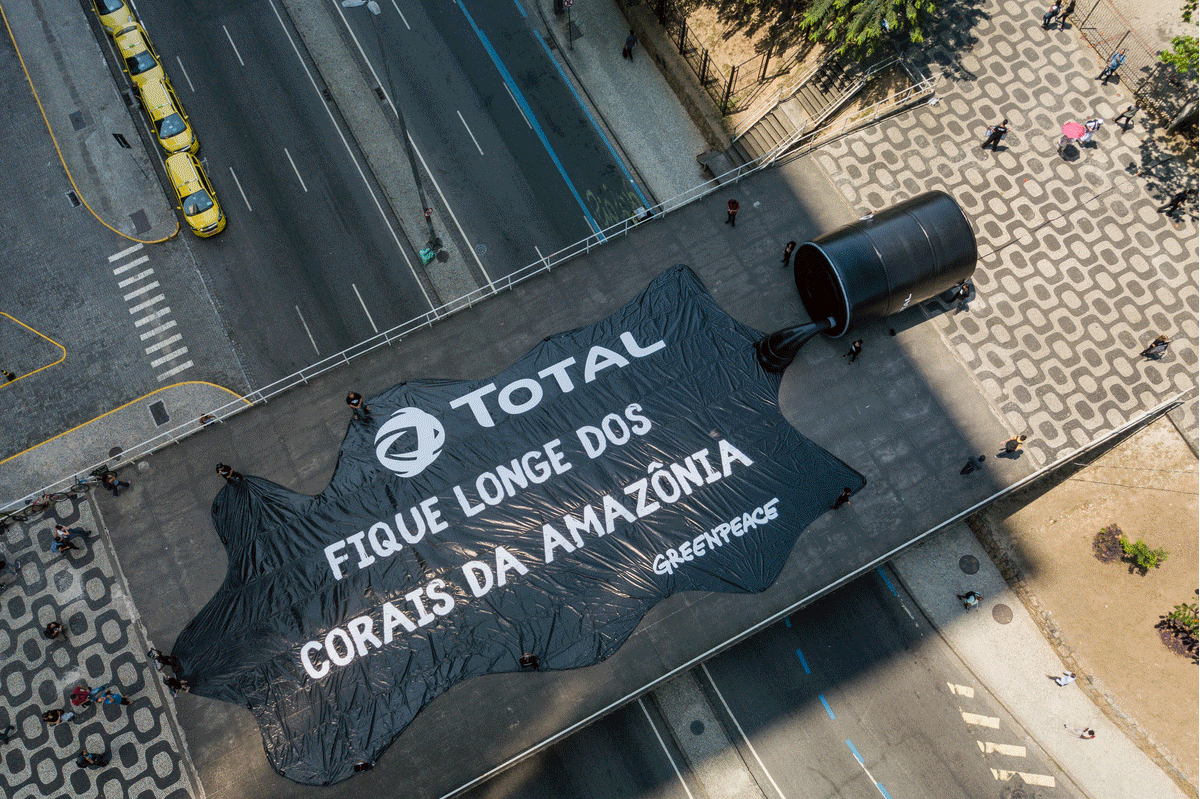 TOTAL
FIQUE LONGE DOS
CORAIS DA AMAZÔNIA
GREENPEACE